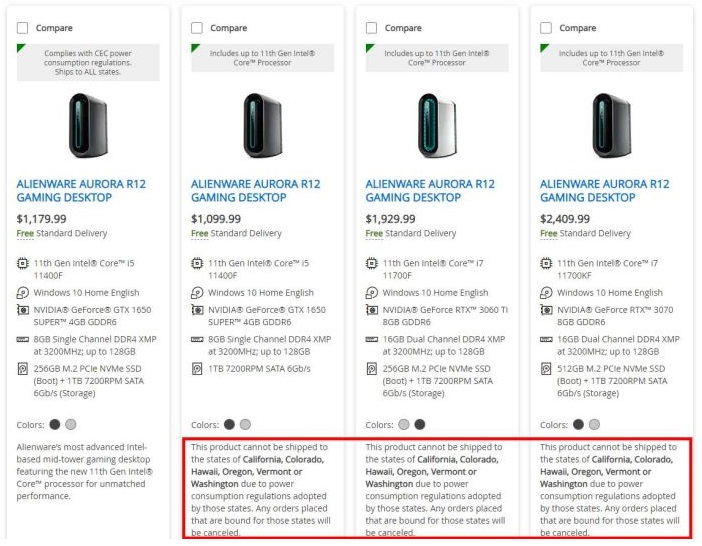 Compare
Complies with CEC power
consumption regulations.
Ships to ALL states.
ALIENWARE AURORA R12
GAMING DESKTOP
$1,179.99
Free Standard Delivery
11th Gen Intel® Core™ i5
11400F
Windows 10 Home English
NVIDIA® GeForce® GTX 1650
SUPER™ 4GB GDDR6
8GB Single Channel DDR4 XMP
at 3200MHz; up to 128GB
256GB M.2 PCIe NVMe SSD
(Boot) + 1TB 7200RPM SATA
6Gb/s (Storage)
Colors:
Alienware's most advanced Intel-
based mid-tower gaming desktop
featuring the new 11th Gen Intel®
Core™ processor for unmatched
performance.
Compare
Includes up to 11th Gen Intel®
Core™ Processor
ALIENWARE AURORA R12
GAMING DESKTOP
$1,099.99
Free Standard Delivery
11th Gen Intel® Core™ i5
11400F
Windows 10 Home English
NVIDIA® GeForce® GTX 1650
SUPER™ 4GB GDDR6
8GB Single Channel DDR4 XMP
at 3200MHz; up to 128GB
1TB 7200RPM SATA 6Gb/s
Colors:
This product cannot be shipped to
the states of California, Colorado,
Hawaii, Oregon, Vermont or
Washington due to power
consumption regulations adopted
by those states. Any orders placed
that are bound for those states will
be canceled.
Compare
Includes up to 11th Gen Intel®
Core™ Processor
ALIENWARE AURORA R12
GAMING DESKTOP
$1,929.99
Free Standard Delivery
11th Gen Intel® Core™ i7
11700F
Windows 10 Home English
NVIDIA® GeForce RTX™ 3060 Ti
8GB GDDR6
16GB Dual Channel DDR4 XMP
at 3200MHz; up to 128GB
256GB M.2 PCIe NVMe SSD
(Boot) + 1TB 7200RPM SATA
6Gb/s (Storage)
Colors:
This product cannot be shipped to
the states of California, Colorado,
Hawaii, Oregon, Vermont or
Washington due to power
consumption regulations adopted
by those states. Any orders placed
that are bound for those states will
be canceled.
Compare
Includes up to 11th Gen Intel®
Core™ Processor
ALIENWARE AURORA R12
GAMING DESKTOP
$2,409.99
Free Standard Delivery
11th Gen Intel® Core™ i7
11700KF
Windows 10 Home English
NVIDIA® GeForce RTX™ 3070
8GB GDDR6
16GB Dual Channel DDR4 XMP
at 3200MHz; up to 128GB
512GB M.2 PCIe NVMe SSD
(Boot) + 1TB 7200RPM SATA
6Gb/s (Storage)
Colors:
This product cannot be shipped to
the states of California, Colorado,
Hawaii, Oregon, Vermont or
Washington due to power
consumption regulations adopted
by those states. Any orders placed
that are bound for those states will
be canceled.